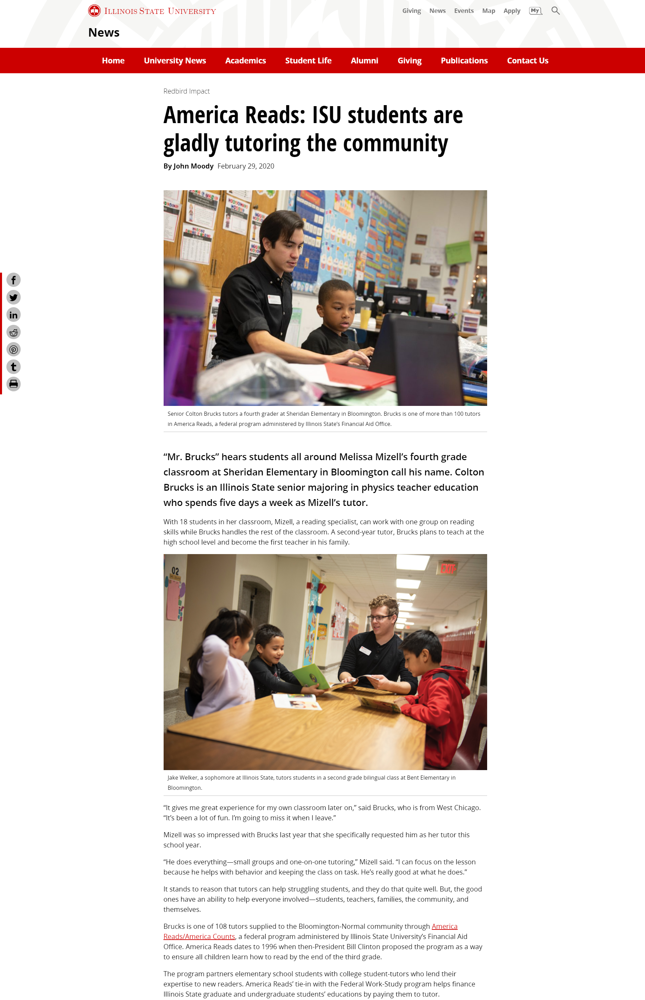 ILLINOIS STATE UNIVERSITY
Giving News Events Map Apply My
News
Home University News Academics Student Life Alumni Giving Publications Contact Us
Redbird Impact
America Reads: ISU students are
gladly tutoring the community
By John Moody February 29, 2020
Senior Colton Brucks tutors a fourth grader at Sheridan Elementary in Bloomington. Brucks is one of more than 100 tutors
in America Reads, a federal program administered by Illinois State’s Financial Aid Office.
“Mr. Brucks” hears students all around Melissa Mizell’s fourth grade
classroom at Sheridan Elementary in Bloomington call his name. Colton
Brucks is an Illinois State senior majoring in physics teacher education
who spends five days a week as Mizell’s tutor.
With 18 students in her classroom, Mizell, a reading specialist, can work with one group on reading
skills while Brucks handles the rest of the classroom. A second-year tutor, Brucks plans to teach at the
high school level and become the first teacher in his family.
02
EXIT
Jake Welker, a sophomore at Illinois State, tutors students in a second grade bilingual class at Bent Elementary in
Bloomington.
“It gives me great experience for my own classroom later on,” said Brucks, who is from West Chicago.
“It’s been a lot of fun. I’m going to miss it when I leave.”
Mizell was so impressed with Brucks last year that she specifically requested him as her tutor this
school year.
“He does everything—small groups and one-on-one tutoring,” Mizell said. “I can focus on the lesson
because he helps with behavior and keeping the class on task. He’s really good at what he does.”
It stands to reason that tutors can help struggling students, and they do that quite well. But, the good
ones have an ability to help everyone involved—students, teachers, families, the community, and
themselves.
Brucks is one of 108 tutors supplied to the Bloomington-Normal community through America
Reads/America Counts, a federal program administered by Illinois State University’s Financial Aid
Office. America Reads dates to 1996 when then-President Bill Clinton proposed the program as a way
to ensure all children learn how to read by the end of the third grade.
The program partners elementary school students with college student-tutors who lend their
expertise to new readers. America Reads’ tie-in with the Federal Work-Study program helps finance
Illinois State graduate and undergraduate students’ educations by paying them to tutor.